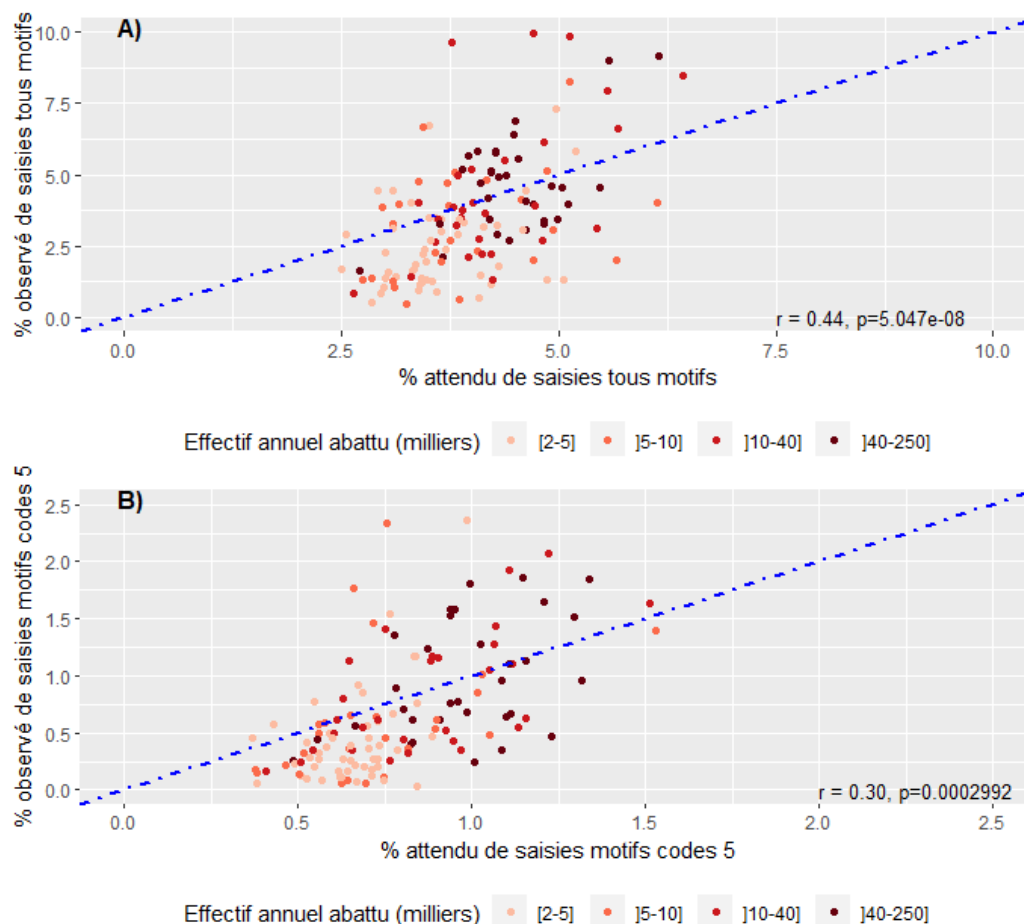 A)
% observé de saisies tous motifs
10.0
7.5
5.0
2.5
0.0
r = 0.44, p=5.047e-08
0.0 2.5 5.0 7.5 10.0
% attendu de saisies tous motifs
Effectif annuel abattu (milliers) [2-5] ]5-10] ]10-40] ]40-250]
B)
% observé de saisies motifs codes 5
2.5
2.0
1.5
1.0
0.5
0.0
r = 0.30, p=0.0002992
0.0 0.5 1.0 1.5 2.0 2.5
% attendu de saisies motifs codes 5
Effectif annuel abattu (milliers) [2-5] ]5-10] ]10-40] ]40-250]